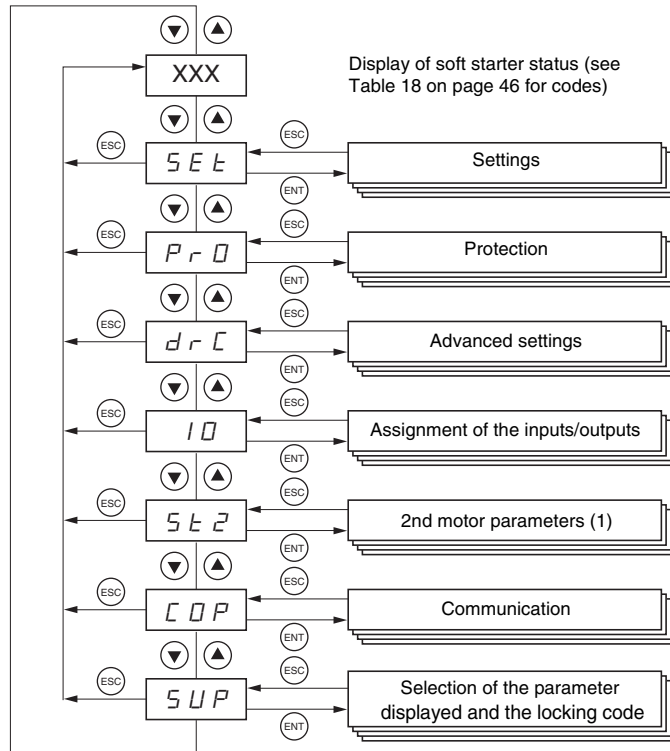 ▼ ▲
XXX
Display of soft starter status (see
Table 18 on page 46 for codes)
▼ ▲
ESC
SEt
ESC
ENT
Settings
▼ ▲
ESC
PrO
ESC
ENT
Protection
▼ ▲
ESC
drC
ESC
ENT
Advanced settings
▼ ▲
ESC
IO
ESC
ENT
Assignment of the inputs/outputs
▼ ▲
ESC
St2
ESC
ENT
2nd motor parameters (1)
▼ ▲
ESC
COP
ESC
ENT
Communication
▼ ▲
ESC
SUP
ESC
ENT
Selection of the parameter
displayed and the locking code